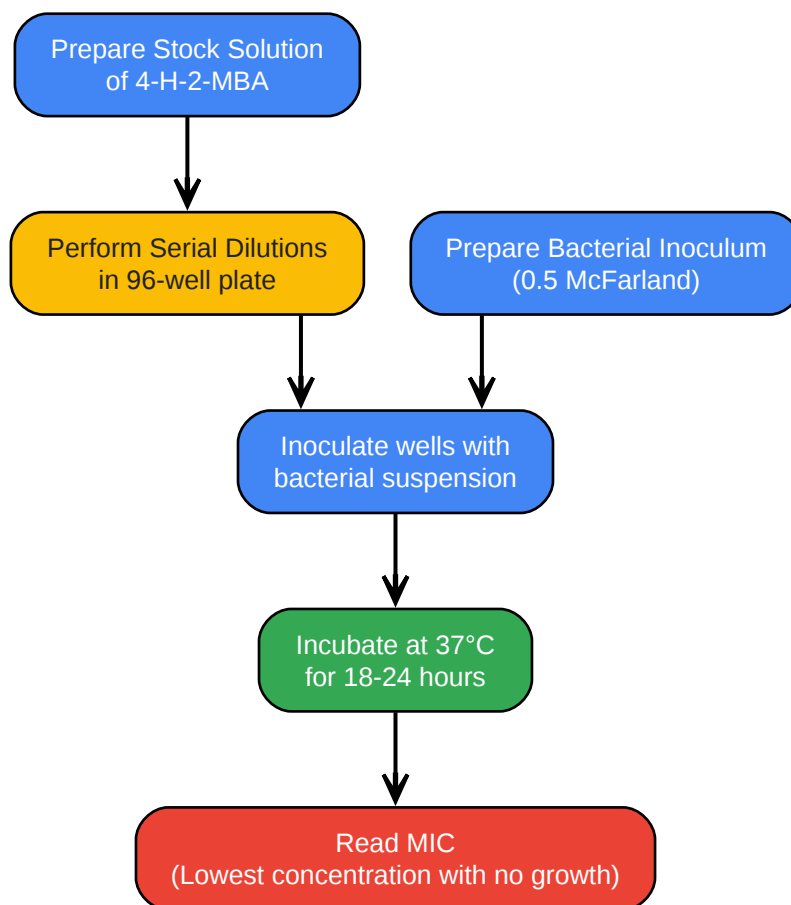 Prepare Stock Solution
of 4-H-2-MBA
Perform Serial Dilutions
in 96-well plate
Prepare Bacterial Inoculum
(0.5 McFarland)
Inoculate wells with
bacterial suspension
Incubate at 37°C
for 18-24 hours
Read MIC
(Lowest concentration with no growth)